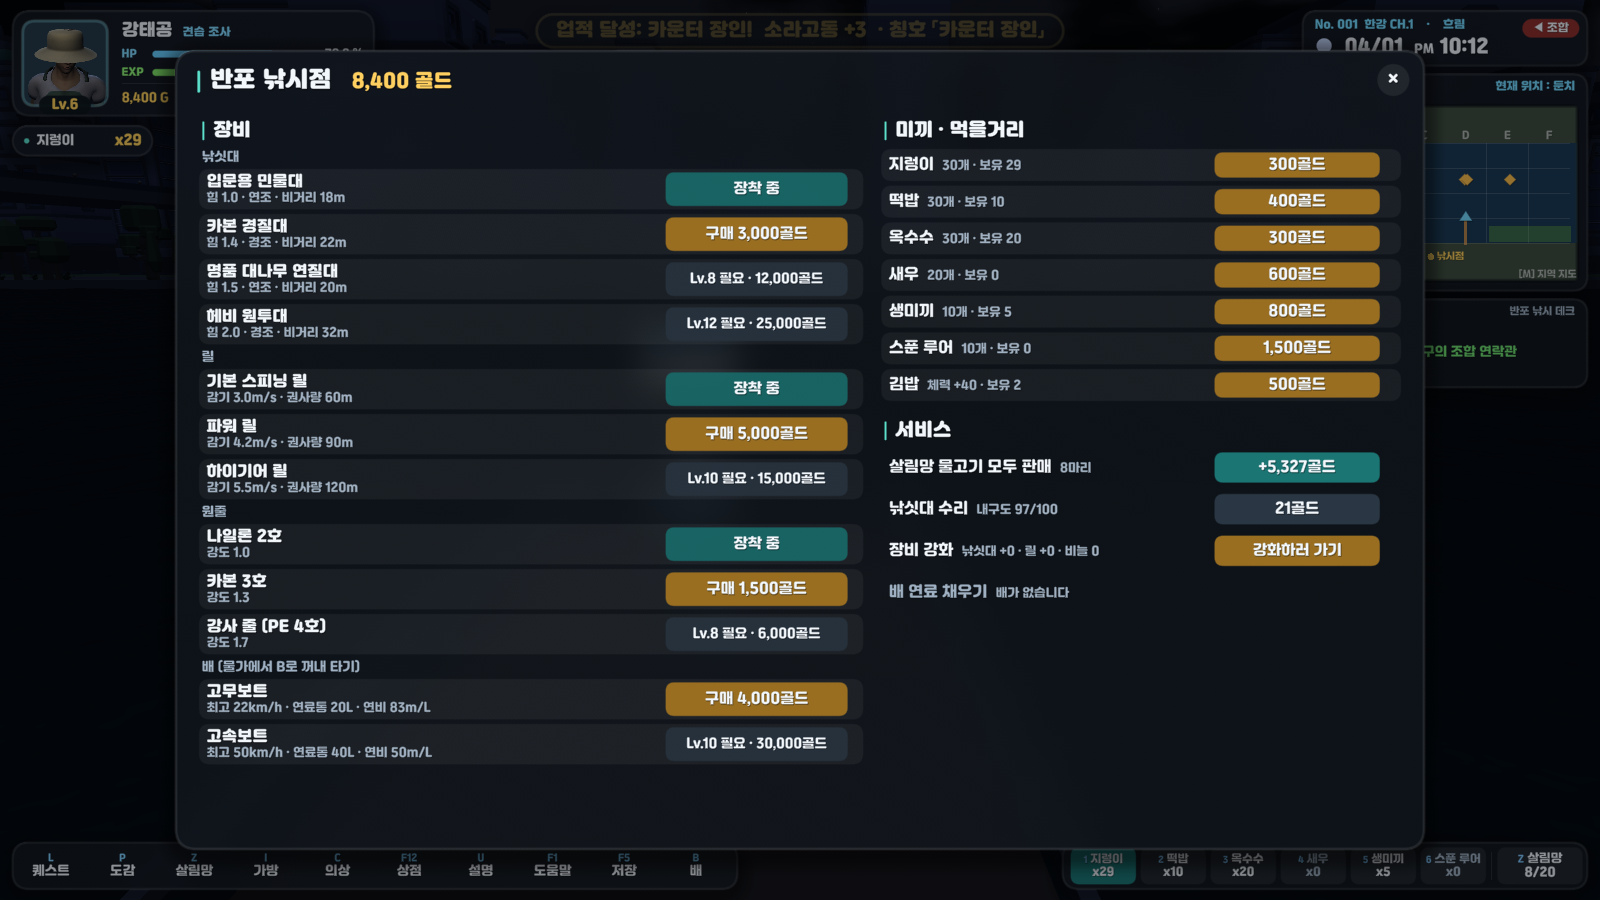 강태공 견습 조사
HP
EXP
8,400 G
Lv.6
지렁이 x29
업적 달성: 카운터 장인! 소라고둥 +3 · 칭호 「카운터 장인」
No. 001 한강 CH.1 · 흐림
04/01 PM 10:12
◀ 조합
현재 위치 : 둔치
D E F
낚시점
[M] 지역 지도
반포 낚시 데크
구의 조합 연락관
반포 낚시점 8,400 골드
×
장비
낚싯대
입문용 민물대
힘 1.0 · 연조 · 비거리 18m
장착 중
카본 경질대
힘 1.4 · 경조 · 비거리 22m
구매 3,000골드
명품 대나무 연질대
힘 1.5 · 연조 · 비거리 20m
Lv.8 필요 · 12,000골드
헤비 원투대
힘 2.0 · 경조 · 비거리 32m
Lv.12 필요 · 25,000골드
릴
기본 스피닝 릴
감기 3.0m/s · 권사량 60m
장착 중
파워 릴
감기 4.2m/s · 권사량 90m
구매 5,000골드
하이기어 릴
감기 5.5m/s · 권사량 120m
Lv.10 필요 · 15,000골드
원줄
나일론 2호
강도 1.0
장착 중
카본 3호
강도 1.3
구매 1,500골드
강사 줄 (PE 4호)
강도 1.7
Lv.8 필요 · 6,000골드
배 (물가에서 B로 꺼내 타기)
고무보트
최고 22km/h · 연료통 20L · 연비 83m/L
구매 4,000골드
고속보트
최고 50km/h · 연료통 40L · 연비 50m/L
Lv.10 필요 · 30,000골드
미끼 · 먹을거리
지렁이 30개 · 보유 29 300골드
떡밥 30개 · 보유 10 400골드
옥수수 30개 · 보유 20 300골드
새우 20개 · 보유 0 600골드
생미끼 10개 · 보유 5 800골드
스푼 루어 10개 · 보유 0 1,500골드
김밥 체력 +40 · 보유 2 500골드
서비스
살림망 물고기 모두 판매 8마리 +5,327골드
낚싯대 수리 내구도 97/100 21골드
장비 강화 낚싯대 +0 · 릴 +0 · 비늘 0 강화하러 가기
배 연료 채우기 배가 없습니다
L 퀘스트
P 도감
Z 살림망
I 가방
C 의상
F12 상점
U 설명
F1 도움말
F5 저장
B 배
1 지렁이 x29
2 떡밥 x10
3 옥수수 x20
4 새우 x0
5 생미끼 x5
6 스푼 루어 x0
Z 살림망 8/20